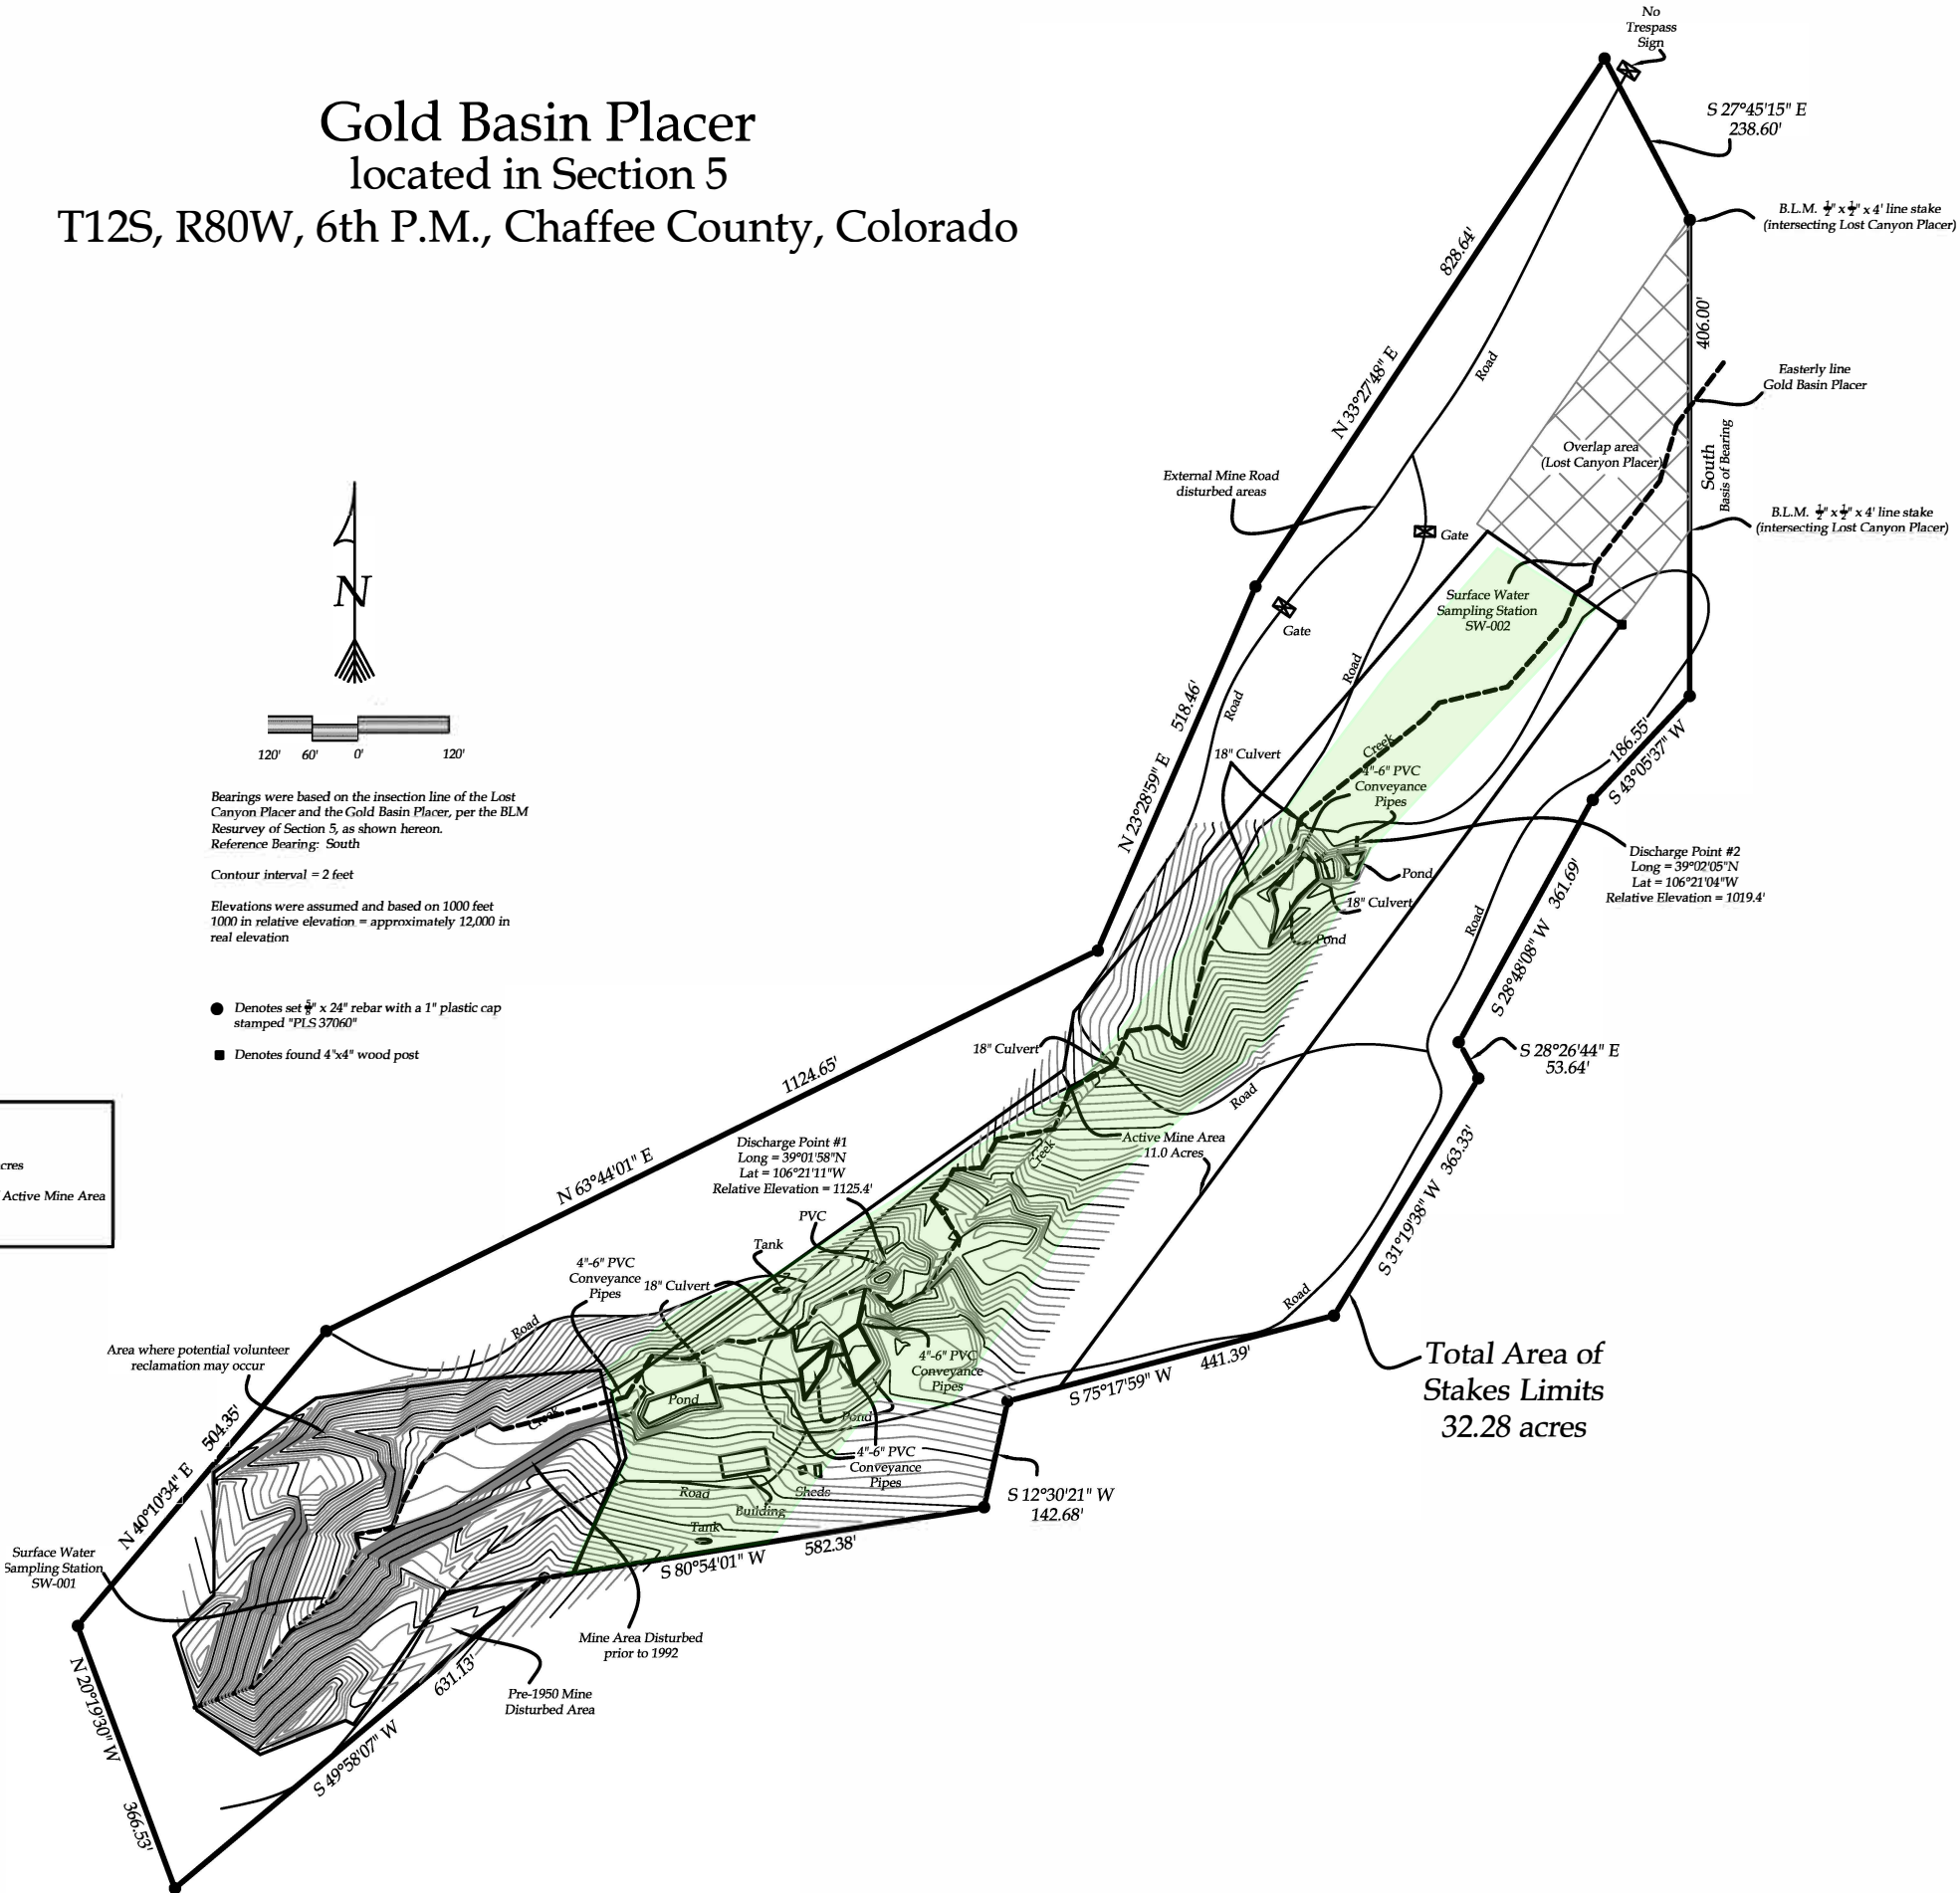 Gold Basin Placer
located in Section 5
T12S, R80W, 6th P.M., Chaffee County, Colorado
No
Trespass
Sign
S 27°45'15" E
238.60'
B.L.M. ½" x ½" x 4' line stake
(intersecting Lost Canyon Placer)
828.64'
N 33°27'48" E
406.00'
South
Basis of Bearing
Easterly line
Gold Basin Placer
Road
Overlap area
(Lost Canyon Placer)
External Mine Road
disturbed areas
B.L.M. ½" x ½" x 4' line stake
(intersecting Lost Canyon Placer)
Gate
Gate
Surface Water
Sampling Station
SW-002
N
120' 60' 0' 120'
Road
Road
518.46'
N 23°28'59" E
186.55'
S 43°05'37" W
18" Culvert
Creek
4"-6" PVC
Conveyance
Pipes
Bearings were based on the insection line of the Lost
Canyon Placer and the Gold Basin Placer, per the BLM
Resurvey of Section 5, as shown hereon.
Reference Bearing: South
Contour interval = 2 feet
Elevations were assumed and based on 1000 feet
1000 in relative elevation = approximately 12,000 in
real elevation
Discharge Point #2
Long = 39°02'05"N
Lat = 106°21'04"W
Relative Elevation = 1019.4'
Pond
18" Culvert
Pond
361.69'
S 28°48'08" W
Road
Denotes set ⅝" x 24" rebar with a 1" plastic cap
stamped "PLS 37060"
Denotes found 4"x4" wood post
18" Culvert
S 28°26'44" E
53.64'
1124.65'
N 63°44'01" E
Road
cres
Active Mine Area
Discharge Point #1
Long = 39°01'58"N
Lat = 106°21'11"W
Relative Elevation = 1125.4'
Creek
Active Mine Area
11.0 Acres
363.33'
S 31°19'38" W
PVC
Tank
4"-6" PVC
Conveyance
Pipes
18" Culvert
Road
Road
Area where potential volunteer
reclamation may occur
4"-6" PVC
Conveyance
Pipes
441.39'
S 75°17'59" W
Total Area of
Stakes Limits
32.28 acres
504.35'
N 40°10'34" E
Creek
Pond
Pond
4"-6" PVC
Conveyance
Pipes
Road
Sheds
Building
Tank
S 12°30'21" W
142.68'
Surface Water
Sampling Station
SW-001
S 80°54'01" W
582.38'
Mine Area Disturbed
prior to 1992
Pre-1950 Mine
Disturbed Area
631.13'
S 49°58'07" W
N 20°19'30" W
366.53'